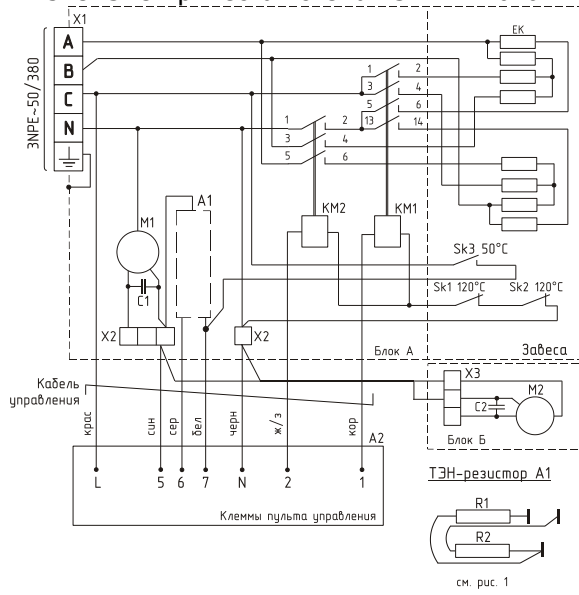 X1
EK
A
B
C
N
3NPE~50/380
1
2
3
4
5
6
13
14
1
2
3
4
5
6
A1
M1
C1
KM2
KM1
Sk3 50°C
Sk1 120°C
Sk2 120°C
X2
X2
Блок А
Завеса
Кабель
управления
X3
M2
C2
Блок Б
крас
син
сер
бел
черн
ж/з
кор
A2
L
5
6
7
N
2
1
Клеммы пульта управления
ТЭН-резистор А1
R1
R2
см. рис. 1